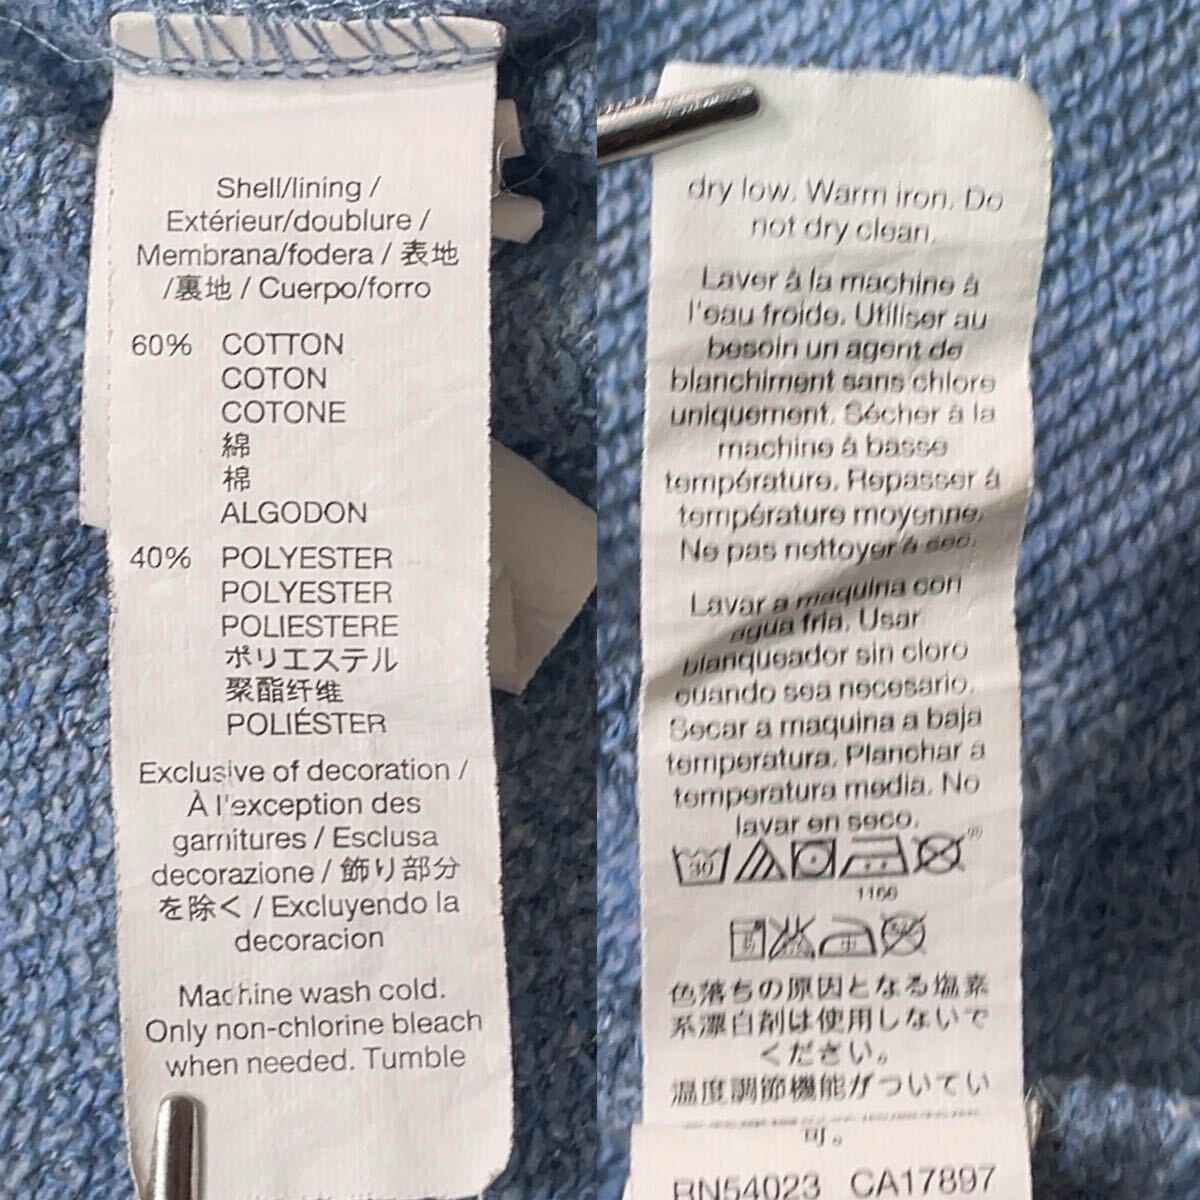 Shell/lining /
Extérieur/doublure /
Membrana/fodera / 表地
/裏地 / Cuerpo/forro
60% COTTON
COTON
COTONE
綿
棉
ALGODON
40% POLYESTER
POLYESTER
POLIESTERE
ポリエステル
聚酯纤维
POLIÉSTER
Exclusive of decoration /
À l'exception des
garnitures / Esclusa
decorazione / 飾り部分
を除く / Excluyendo la
decoracion
Machine wash cold.
Only non-chlorine bleach
when needed. Tumble
dry low. Warm iron. Do
not dry clean.
Laver à la machine à
l'eau froide. Utiliser au
besoin un agent de
blanchiment sans chlore
uniquement. Sécher à la
machine à basse
température. Repasser à
température moyenne.
Ne pas nettoyer à sec.
Lavar a maquina con
agua fria. Usar
blanqueador sin cloro
cuando sea necesario.
Secar a maquina a baja
temperatura. Planchar a
temperatura media. No
lavar en seco.
30
1166
色落ちの原因となる塩素
系漂白剤は使用しないで
ください。
温度調節機能がついてい
可。
RN54023 CA17897